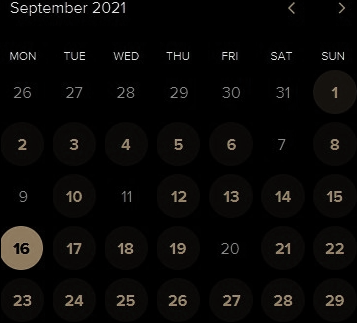 September 2021
MON TUE WED THU FRI SAT SUN
26 27 28 29 30 31 1
2 3 4 5 6 7 8
9 10 11 12 13 14 15
16 17 18 19 20 21 22
23 24 25 26 27 28 29